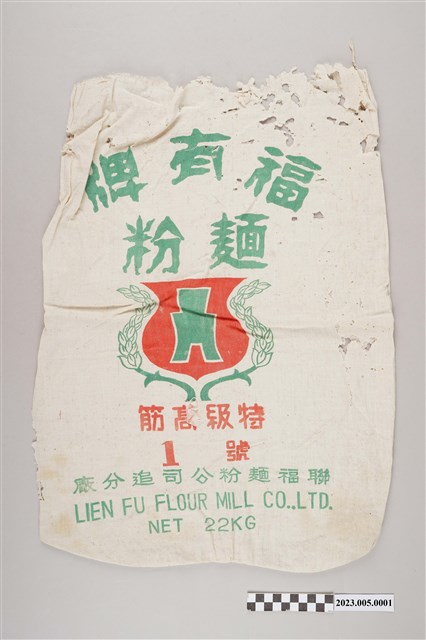 福有牌
麵粉
特級高筋
1 號
聯福麵粉公司追分廠
LIEN FU FLOUR MILL CO.,LTD.
NET 22KG
2023.005.0001